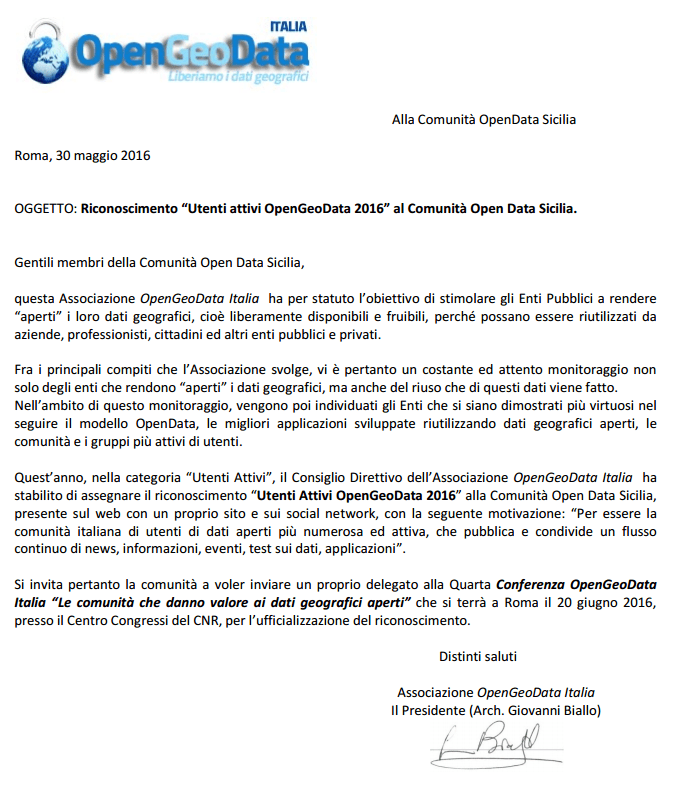 ITALIA
OpenGeoData
Liberiamo i dati geografici
Alla Comunità OpenData Sicilia
Roma, 30 maggio 2016
OGGETTO: Riconoscimento “Utenti attivi OpenGeoData 2016” al Comunità Open Data Sicilia.
Gentili membri della Comunità Open Data Sicilia,
questa Associazione OpenGeoData Italia ha per statuto l’obiettivo di stimolare gli Enti Pubblici a rendere
“aperti” i loro dati geografici, cioè liberamente disponibili e fruibili, perché possano essere riutilizzati da
aziende, professionisti, cittadini ed altri enti pubblici e privati.
Fra i principali compiti che l’Associazione svolge, vi è pertanto un costante ed attento monitoraggio non
solo degli enti che rendono “aperti” i dati geografici, ma anche del riuso che di questi dati viene fatto.
Nell’ambito di questo monitoraggio, vengono poi individuati gli Enti che si siano dimostrati più virtuosi nel
seguire il modello OpenData, le migliori applicazioni sviluppate riutilizzando dati geografici aperti, le
comunità e i gruppi più attivi di utenti.
Quest’anno, nella categoria “Utenti Attivi”, il Consiglio Direttivo dell’Associazione OpenGeoData Italia ha
stabilito di assegnare il riconoscimento “Utenti Attivi OpenGeoData 2016” alla Comunità Open Data Sicilia,
presente sul web con un proprio sito e sui social network, con la seguente motivazione: “Per essere la
comunità italiana di utenti di dati aperti più numerosa ed attiva, che pubblica e condivide un flusso
continuo di news, informazioni, eventi, test sui dati, applicazioni”.
Si invita pertanto la comunità a voler inviare un proprio delegato alla Quarta Conferenza OpenGeoData
Italia “Le comunità che danno valore ai dati geografici aperti” che si terrà a Roma il 20 giugno 2016,
presso il Centro Congressi del CNR, per l’ufficializzazione del riconoscimento.
Distinti saluti
Associazione OpenGeoData Italia
Il Presidente (Arch. Giovanni Biallo)